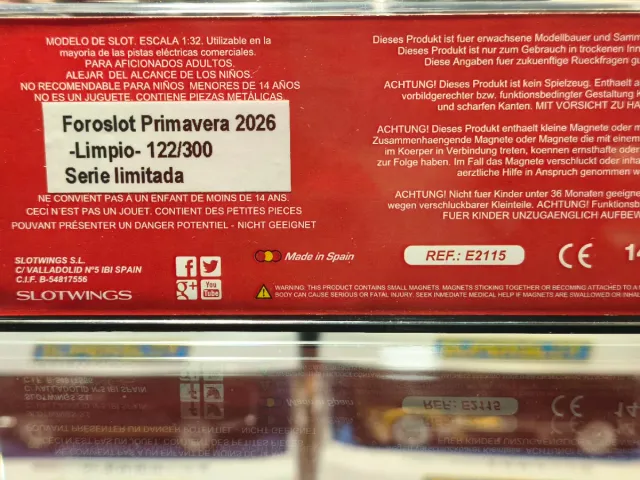 MODELO DE SLOT. ESCALA 1:32. Utilizable en la
mayoria de las pistas eléctricas comerciales.
PARA AFICIONADOS ADULTOS.
ALEJAR DEL ALCANCE DE LOS NIÑOS.
NO RECOMENDABLE PARA NIÑOS MENORES DE 14 AÑOS
NO ES UN JUGUETE. CONTIENE PIEZAS METÁLICAS
Foroslot Primavera 2026
-Limpio- 122/300
Serie limitada
NE CONVIENT PAS À UN ENFANT DE MOINS DE 14 ANS.
CECI N'EST PAS UN JOUET. CONTIENT DES PETITES PIECES
POUVANT PRÉSENTER UN DANGER POTENTIEL - NICHT GEEIGNET
SLOTWINGS S.L.
C/ VALLADOLID Nº5 IBI SPAIN
C.I.F. B-54817556
SLOTWINGS
f
g+
You Tube
Made in Spain
Dieses Produkt ist fuer erwachsene Modellbauer und Samm
Dieses Produkt ist nur zum Gebrauch in trockenen Inn
Diese Angaben fuer zukuenftige Rueckfragen gu
ACHTUNG! Dieses Produkt ist kein Spielzeug. Enthaelt a
vorbildgerechter bzw. funktionsbedingter Gestaltung K
und scharfen Kanten. MIT VORSICHT ZU HA
ACHTUNG! Dieses Produkt enthaelt kleine Magnete oder m
Zusammenhaengende Magnete oder Magnete die mit einem
im Koerper in Verbindung treten, koennen ernsthafte oder
zur Folge haben. Im Fall das Magnete verschluckt oder inha
aerztliche Hilfe in Anspruch genommen w
ACHTUNG! Nicht fuer Kinder unter 36 Monaten geeigne
wegen verschluckbarer Kleinteile. ACHTUNG! Funktionsb
FUER KINDER UNZUGAENGLICH AUFBEW
REF.: E2115
CE
14
WARNING: THIS PRODUCT CONTAINS SMALL MAGNETS. MAGNETS STICKING TOGETHER OR BECOMING ATTACHED TO A
BODY CAN CAUSE SERIOUS OR FATAL INJURY. SEEK INMEDIATE MEDICAL HELP IF MAGNETS ARE SWALLOWED OR INHA